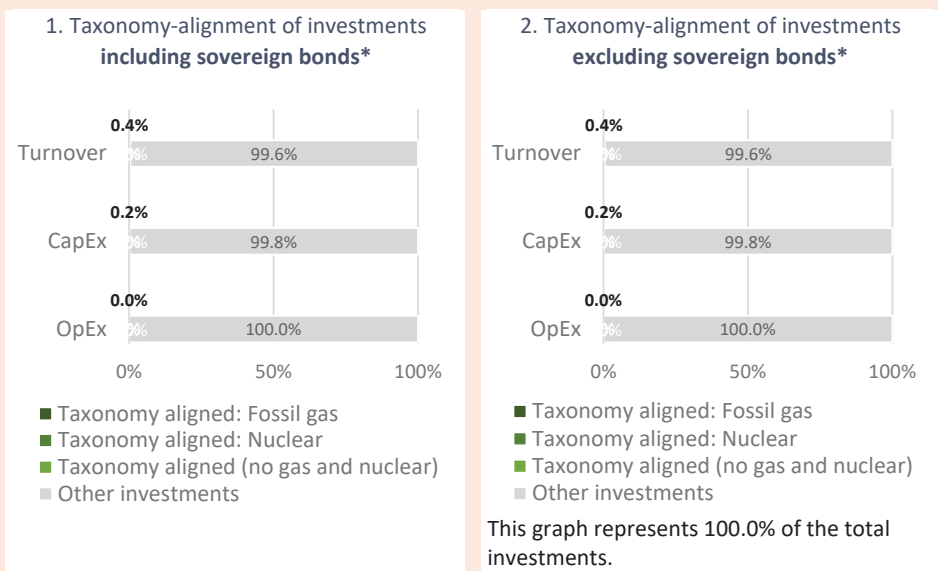 1. Taxonomy-alignment of investments
including sovereign bonds*
0.4%
Turnover 99.6%
0.2%
CapEx 99.8%
0.0%
OpEx 100.0%
0% 50% 100%
Taxonomy aligned: Fossil gas
Taxonomy aligned: Nuclear
Taxonomy aligned (no gas and nuclear)
Other investments
2. Taxonomy-alignment of investments
excluding sovereign bonds*
0.4%
Turnover 99.6%
0.2%
CapEx 99.8%
0.0%
OpEx 100.0%
0% 50% 100%
Taxonomy aligned: Fossil gas
Taxonomy aligned: Nuclear
Taxonomy aligned (no gas and nuclear)
Other investments
This graph represents 100.0% of the total
investments.